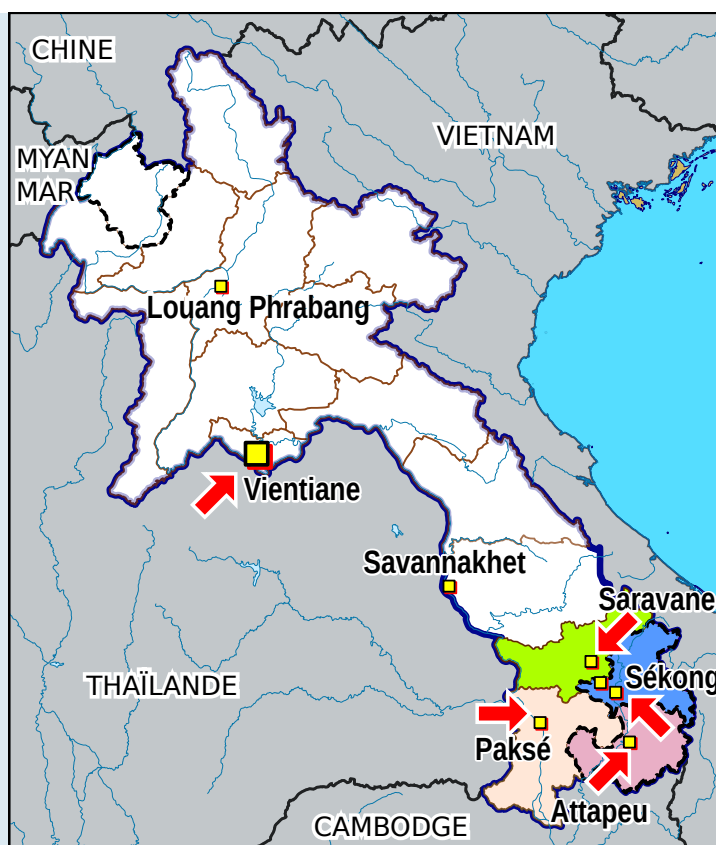 CHINE
VIETNAM
MYAN
MAR
Louang Phrabang
Vientiane
Savannakhet
Saravane
Sékong
THAÏLANDE
Paksé
Attapeu
CAMBODGE